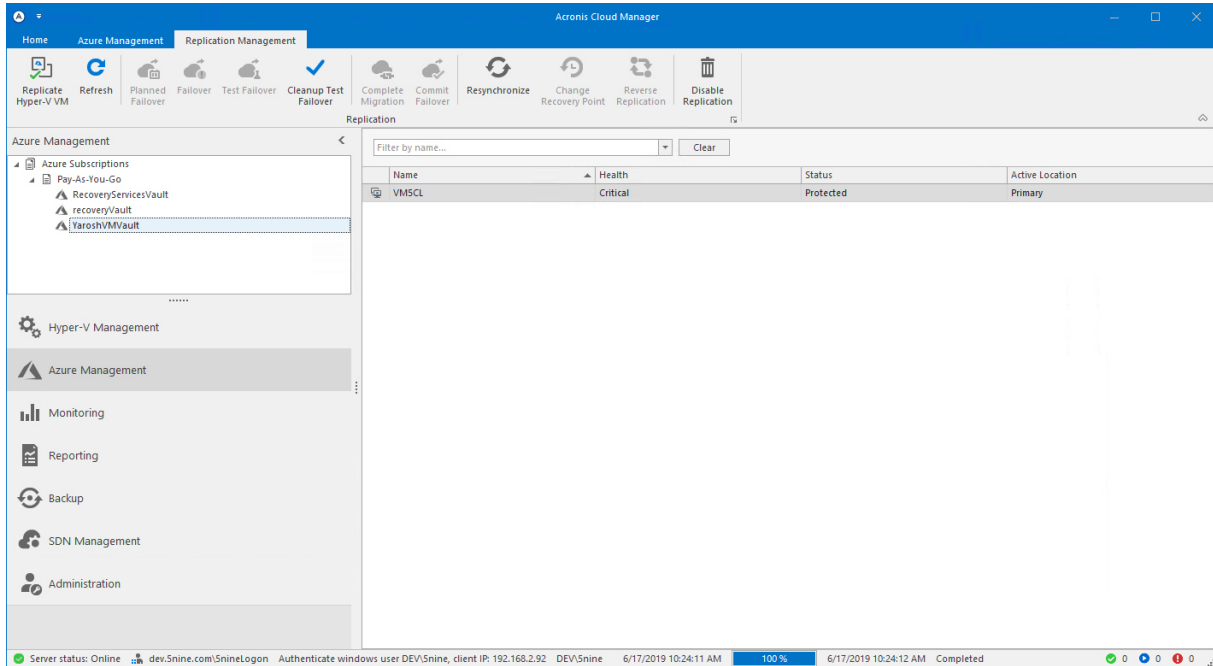 Acronis Cloud Manager
Home Azure Management Replication Management
Replicate Hyper-V VM
Refresh
Planned Failover
Failover
Test Failover
Cleanup Test Failover
Complete Migration
Commit Failover
Resynchronize
Change Recovery Point
Reverse Replication
Disable Replication
Replication
Azure Management
Azure Subscriptions
Pay-As-You-Go
RecoveryServicesVault
recoveryVault
YaroshVMVault
Filter by name... Clear
Name Health Status Active Location
VM5CL Critical Protected Primary
Hyper-V Management
Azure Management
Monitoring
Reporting
Backup
SDN Management
Administration
Server status: Online dev.5nine.com\5nineLogon Authenticate windows user DEV\5nine, client IP: 192.168.2.92 DEV\5nine 6/17/2019 10:24:11 AM 100 % 6/17/2019 10:24:12 AM Completed 0 0 0